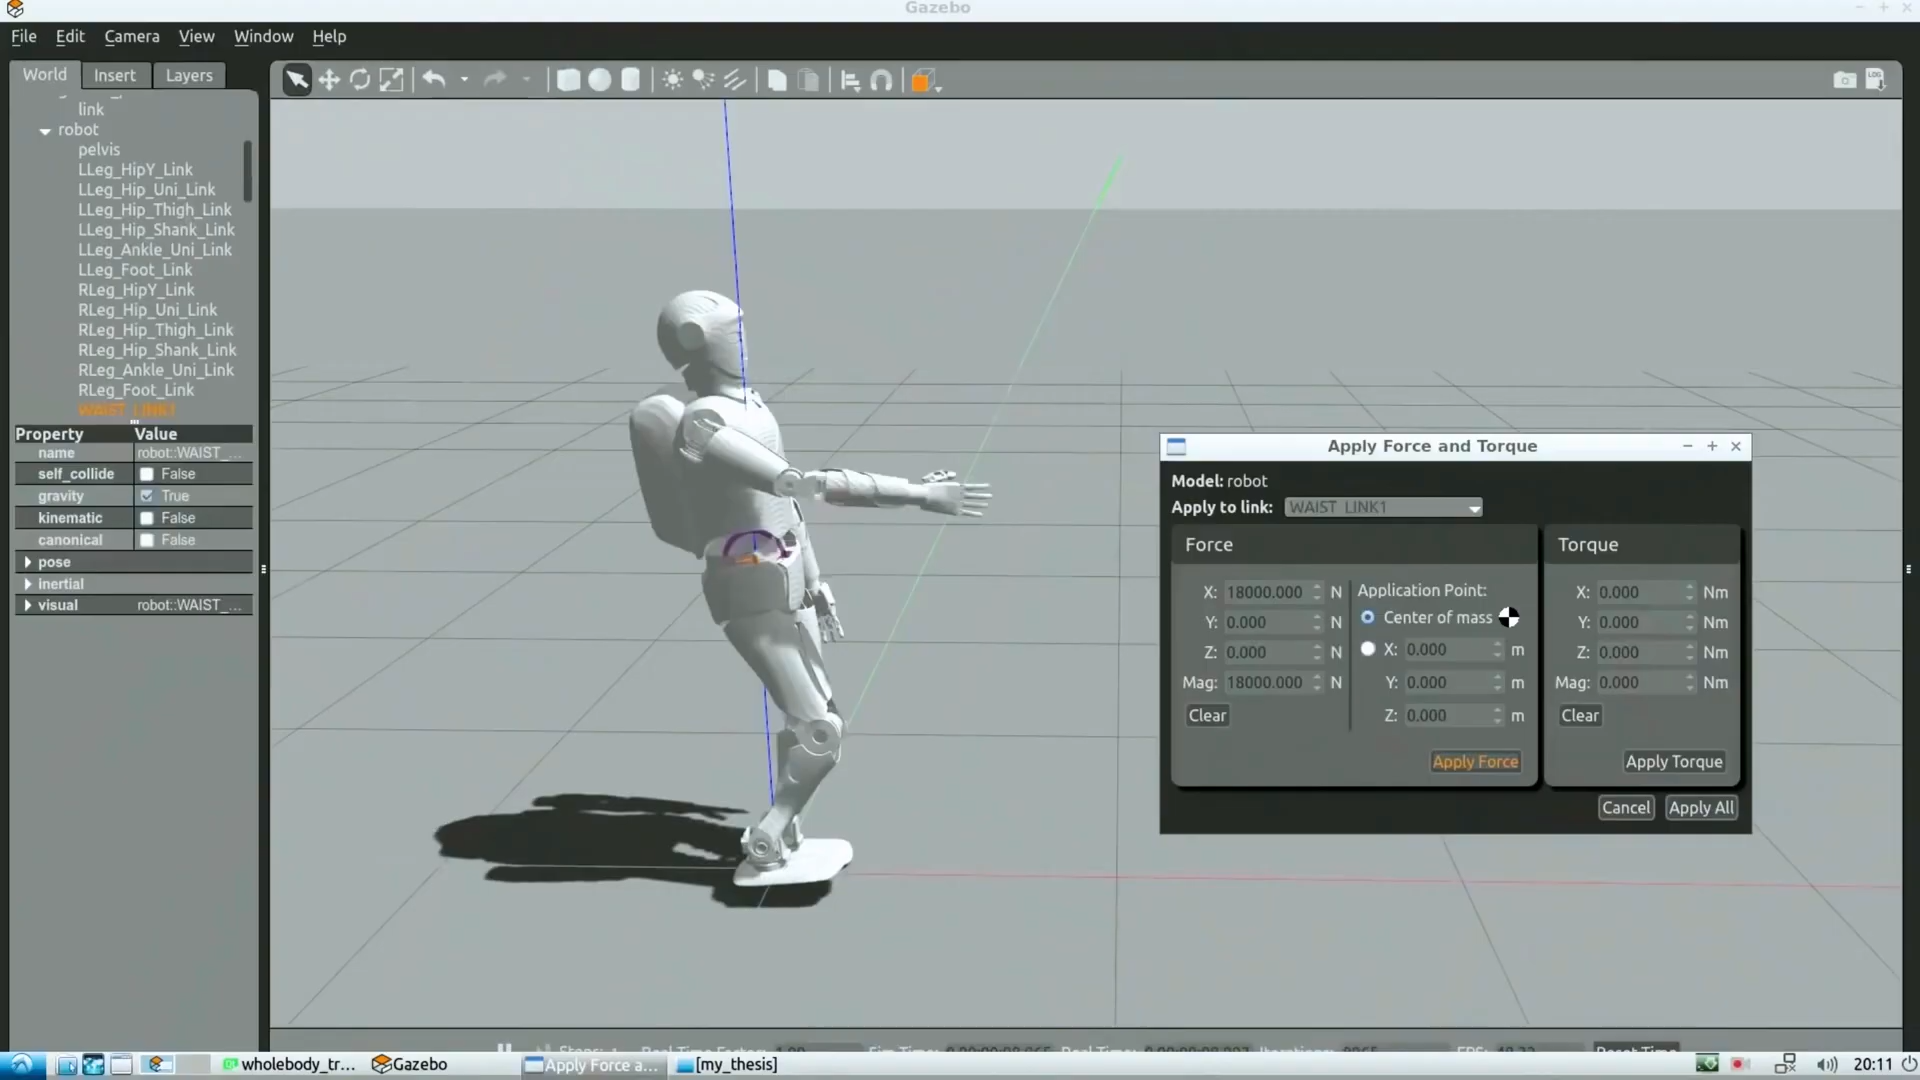 Gazebo
File Edit Camera View Window Help
World Insert Layers
link
robot
pelvis
LLeg_HipY_Link
LLeg_Hip_Uni_Link
LLeg_Hip_Thigh_Link
LLeg_Hip_Shank_Link
LLeg_Ankle_Uni_Link
LLeg_Foot_Link
RLeg_HipY_Link
RLeg_Hip_Uni_Link
RLeg_Hip_Thigh_Link
RLeg_Hip_Shank_Link
RLeg_Ankle_Uni_Link
RLeg_Foot_Link
WAIST_LINK1
Property Value
name robot::WAIST_...
self_collide False
gravity True
kinematic False
canonical False
pose
inertial
visual robot::WAIST_...
LOG
Apply Force and Torque
Model: robot
Apply to link: WAIST_LINK1
Force
X: 18000.000 N
Y: 0.000 N
Z: 0.000 N
Mag: 18000.000 N
Clear
Application Point:
Center of mass
X: 0.000 m
Y: 0.000 m
Z: 0.000 m
Apply Force
Torque
X: 0.000 Nm
Y: 0.000 Nm
Z: 0.000 Nm
Mag: 0.000 Nm
Clear
Apply Torque
Cancel Apply All
wholebody_tr... Gazebo Apply Force a... [my_thesis] 20:11